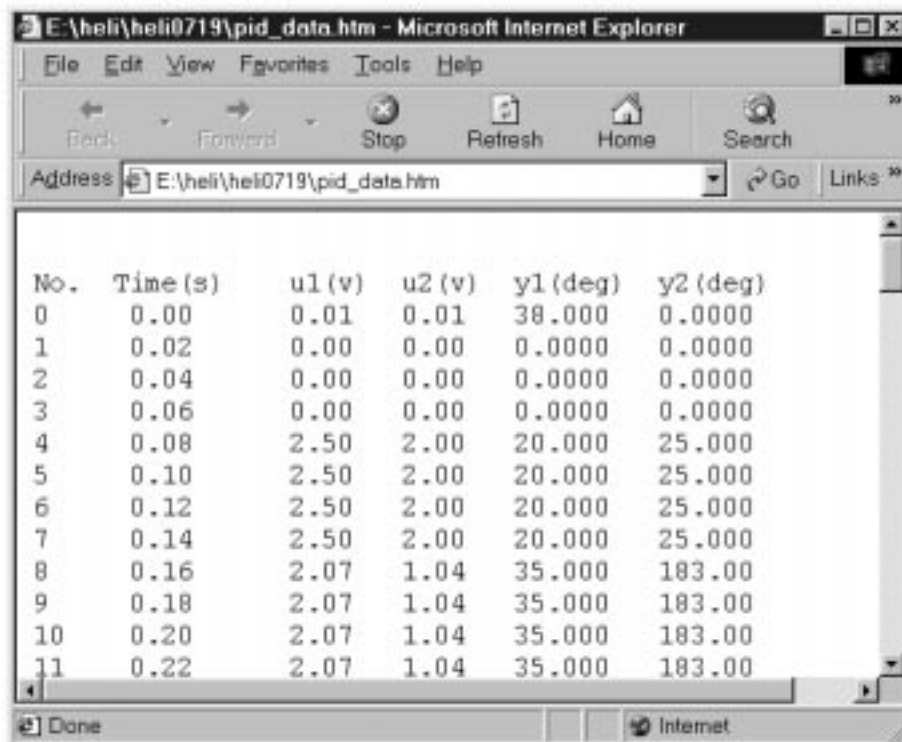 E:\heli\heli0719\pid_data.htm - Microsoft Internet Explorer
File Edit View Favorites Tools Help
Back Forward Stop Refresh Home Search »
Address E:\heli\heli0719\pid_data.htm Go Links »
No. Time(s) u1(v) u2(v) y1(deg) y2(deg)
0 0.00 0.01 0.01 38.000 0.0000
1 0.02 0.00 0.00 0.0000 0.0000
2 0.04 0.00 0.00 0.0000 0.0000
3 0.06 0.00 0.00 0.0000 0.0000
4 0.08 2.50 2.00 20.000 25.000
5 0.10 2.50 2.00 20.000 25.000
6 0.12 2.50 2.00 20.000 25.000
7 0.14 2.50 2.00 20.000 25.000
8 0.16 2.07 1.04 35.000 183.00
9 0.18 2.07 1.04 35.000 183.00
10 0.20 2.07 1.04 35.000 183.00
11 0.22 2.07 1.04 35.000 183.00
Done Internet